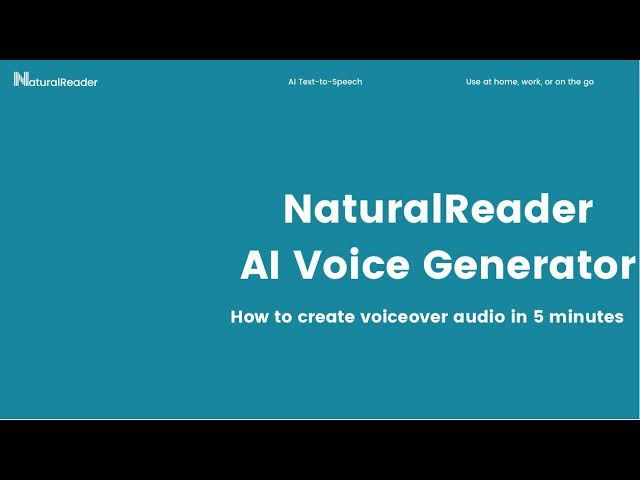 NaturalReader
AI Text-to-Speech
Use at home, work, or on the go
NaturalReader
AI Voice Generator
How to create voiceover audio in 5 minutes